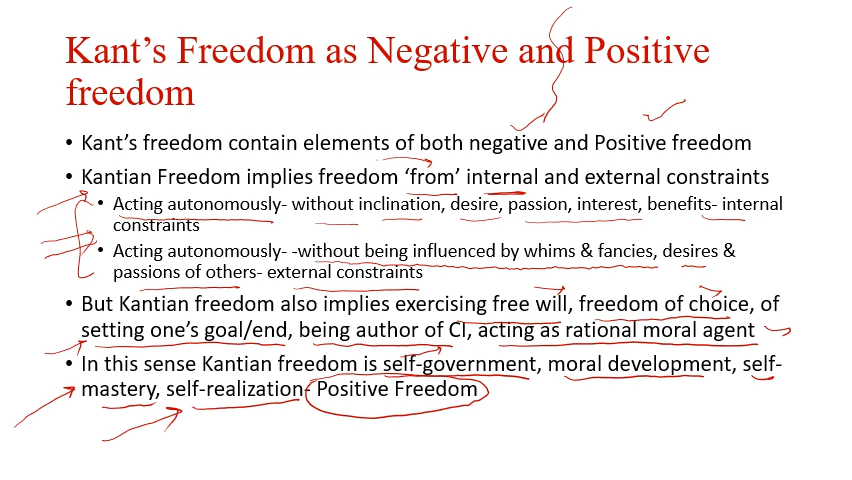 Kant's Freedom as Negative and Positive
freedom
• Kant's freedom contain elements of both negative and Positive freedom
• Kantian Freedom implies freedom 'from' internal and external constraints
• Acting autonomously- without inclination, desire, passion, interest, benefits- internal
constraints
• Acting autonomously- -without being influenced by whims & fancies, desires &
passions of others- external constraints
• But Kantian freedom also implies exercising free will, freedom of choice, of
setting one's goal/end, being author of CI, acting as rational moral agent
• In this sense Kantian freedom is self-government, moral development, self-
mastery, self-realization- Positive Freedom